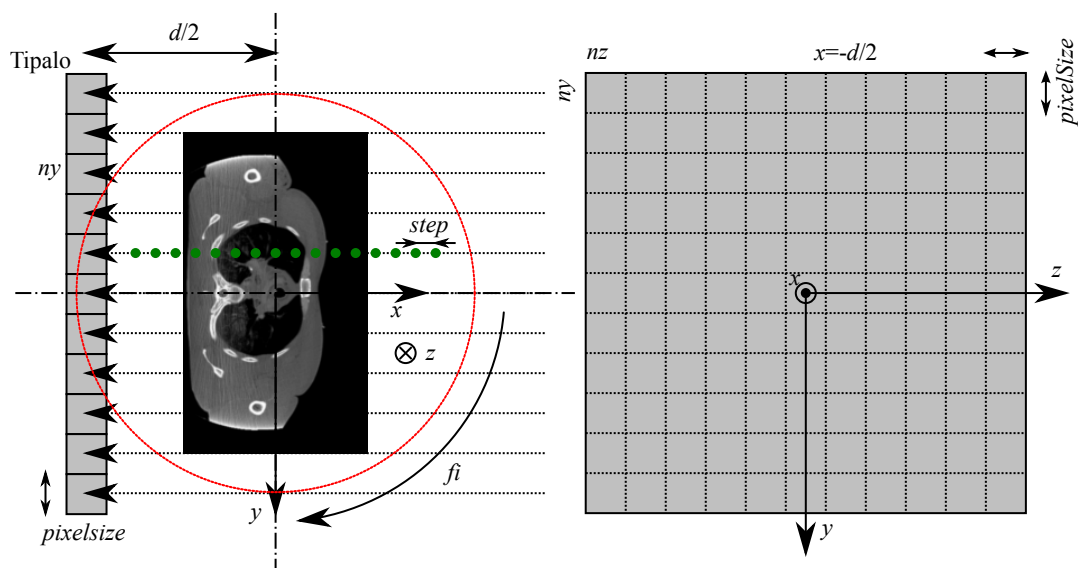 d/2
Tipalo
ny
step
x
z
fi
y
pixelsize
nz
x=-d/2
ny
pixelSize
x
z
y